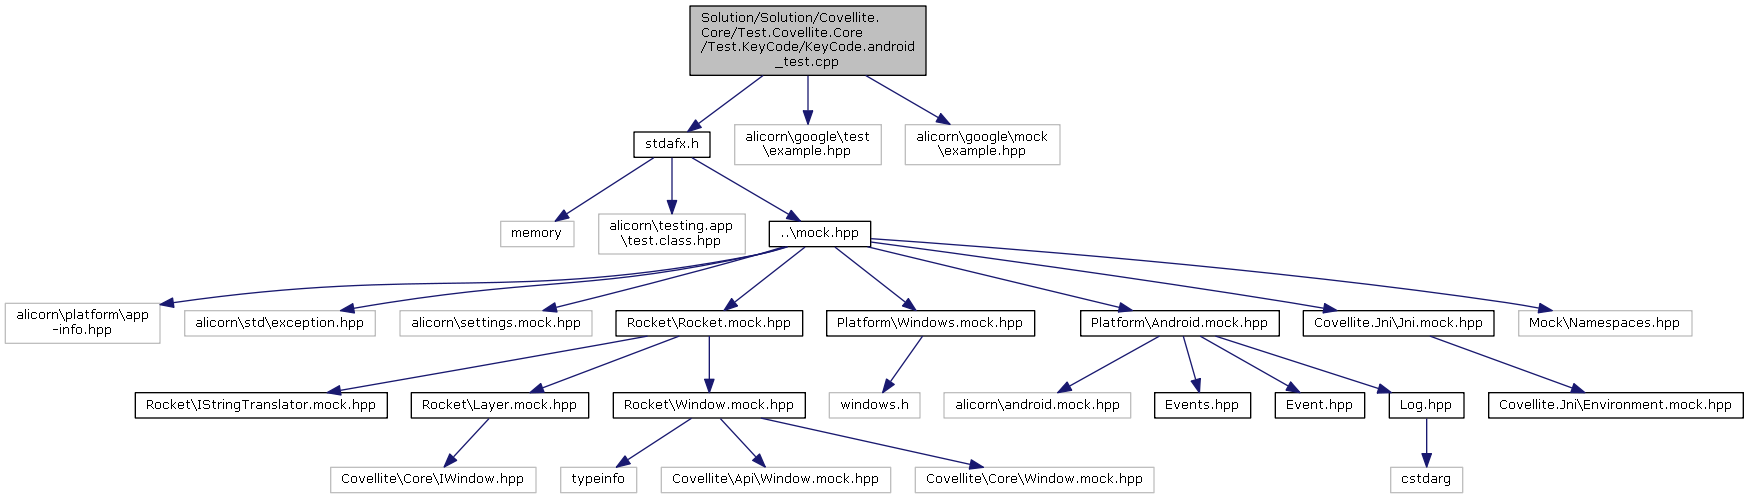 Solution/Solution/Covellite.
Core/Test.Covellite.Core
/Test.KeyCode/KeyCode.android
_test.cpp
stdafx.h
alicorn\google\test
\example.hpp
alicorn\google\mock
\example.hpp
memory
alicorn\testing.app
\test.class.hpp
..\mock.hpp
alicorn\platform\app
-info.hpp
alicorn\std\exception.hpp
alicorn\settings.mock.hpp
Rocket\Rocket.mock.hpp
Platform\Windows.mock.hpp
Platform\Android.mock.hpp
Covellite.Jni\Jni.mock.hpp
Mock\Namespaces.hpp
Rocket\IStringTranslator.mock.hpp
Rocket\Layer.mock.hpp
Rocket\Window.mock.hpp
windows.h
alicorn\android.mock.hpp
Events.hpp
Event.hpp
Log.hpp
Covellite.Jni\Environment.mock.hpp
Covellite\Core\IWindow.hpp
typeinfo
Covellite\Api\Window.mock.hpp
Covellite\Core\Window.mock.hpp
cstdarg